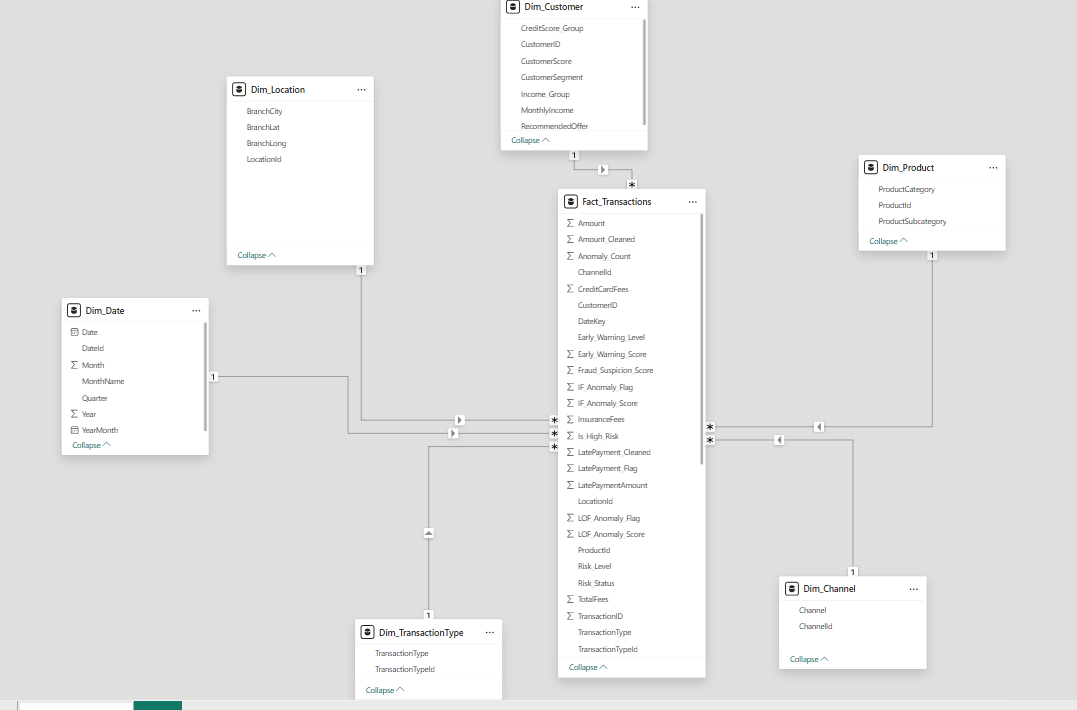 Dim_Customer
CreditScore_Group
CustomerID
CustomerScore
CustomerSegment
Income_Group
MonthlyIncome
RecommendedOffer
Collapse
Dim_Location
BranchCity
BranchLat
BranchLong
LocationId
Collapse
Dim_Product
ProductCategory
ProductId
ProductSubcategory
Collapse
1
*
Fact_Transactions
Amount
Amount_Cleaned
Anomaly_Count
ChannelId
CreditCardFees
CustomerID
DateKey
Early_Warning_Level
Early_Warning_Score
Fraud_Suspicion_Score
IF_Anomaly_Flag
IF_Anomaly_Score
InsuranceFees
Is_High_Risk
LatePayment_Cleaned
LatePayment_Flag
LatePaymentAmount
LocationId
LOF_Anomaly_Flag
LOF_Anomaly_Score
ProductId
Risk_Level
Risk_Status
TotalFees
TransactionID
TransactionType
TransactionTypeId
Collapse
1
1
Dim_Date
Date
DateId
Month
MonthName
Quarter
Year
YearMonth
Collapse
1
*
*
*
*
*
1
1
Dim_TransactionType
TransactionType
TransactionTypeId
Collapse
Dim_Channel
Channel
ChannelId
Collapse